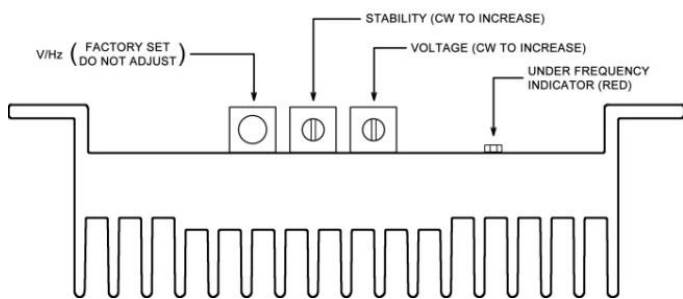 STABILITY (CW TO INCREASE)
V/Hz ( FACTORY SET
DO NOT ADJUST )
VOLTAGE (CW TO INCREASE)
UNDER FREQUENCY
INDICATOR (RED)